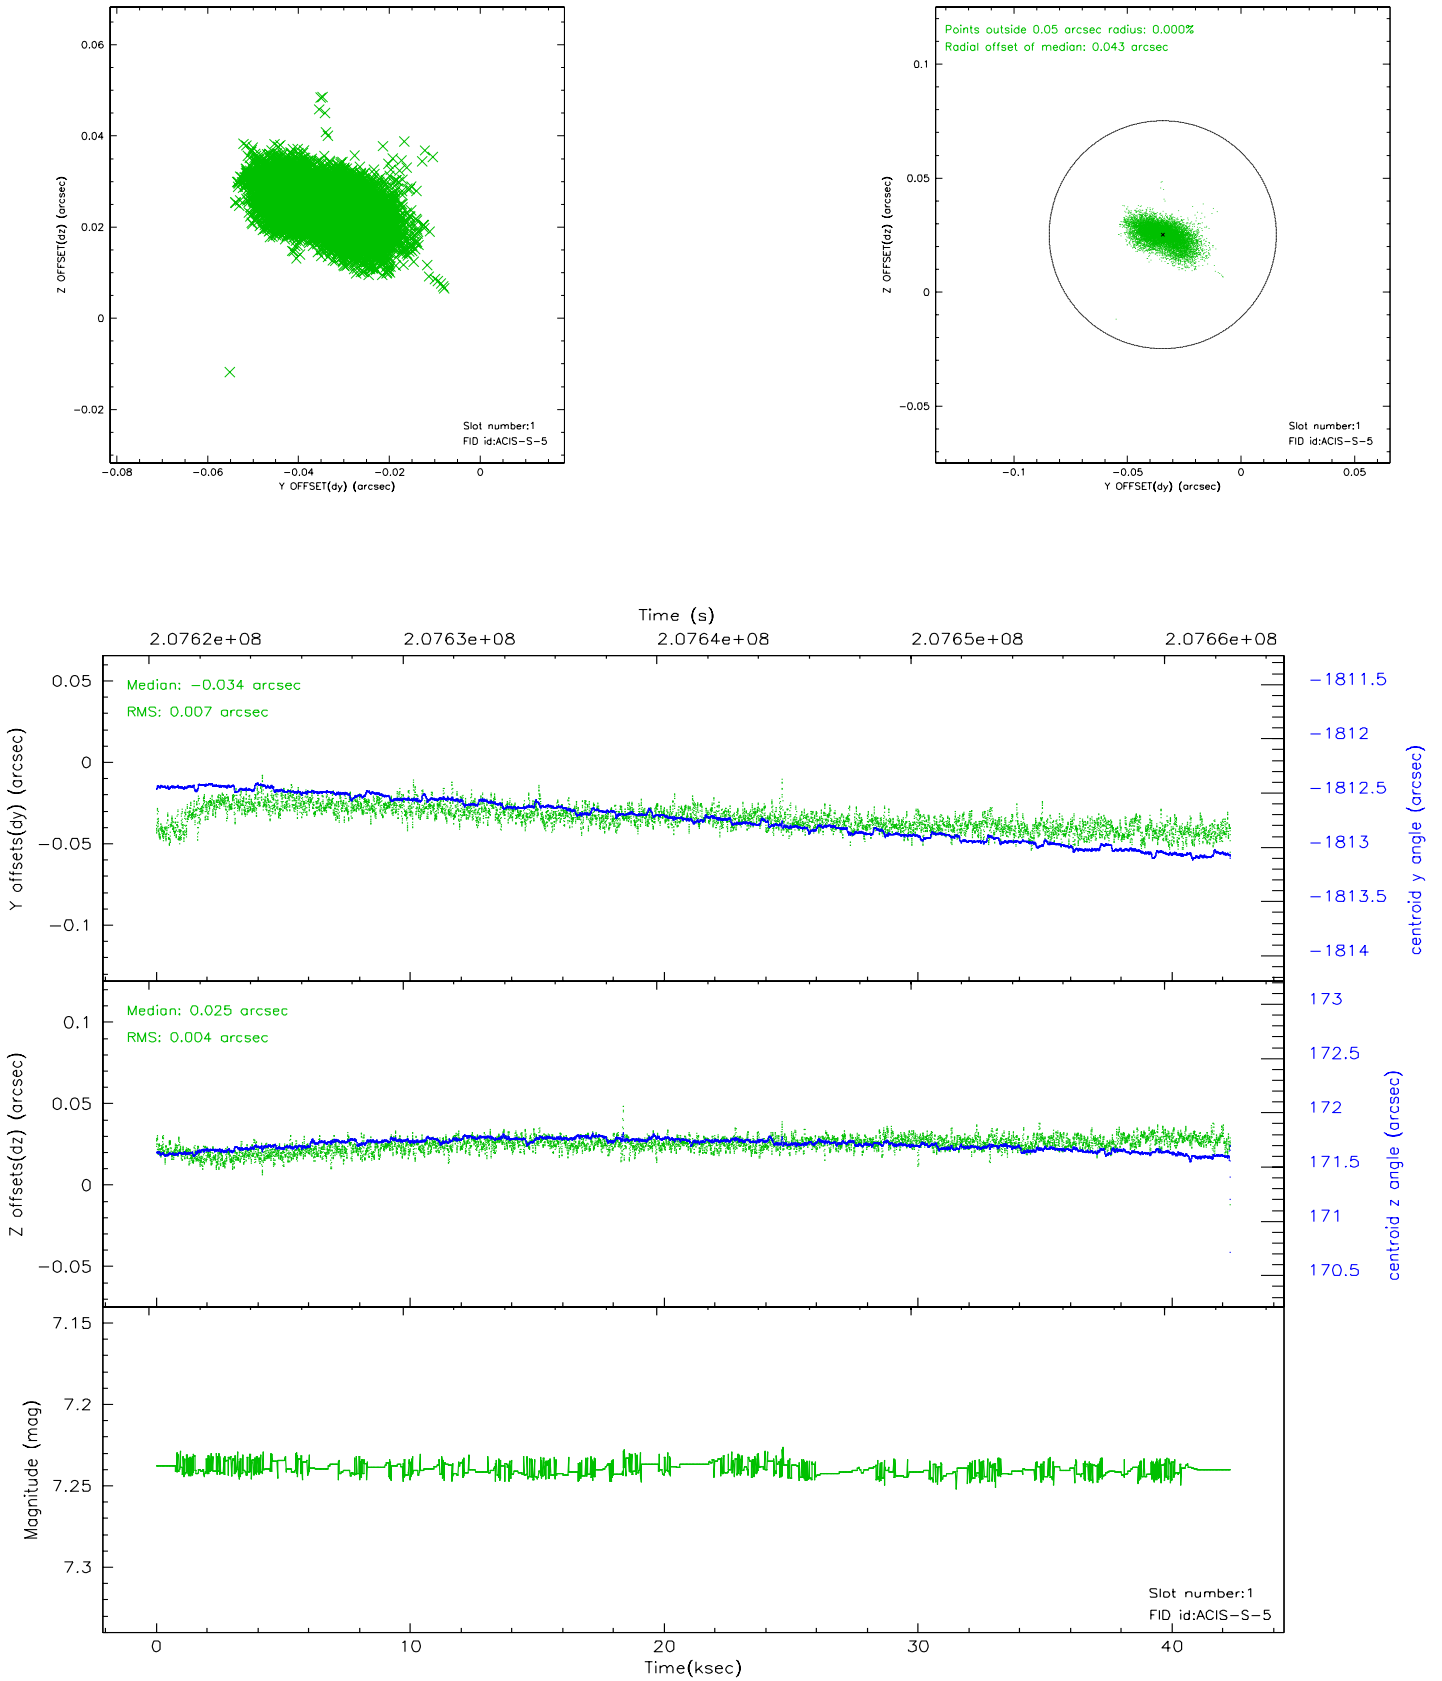 0.06
0.04
0.02
0
-0.02
Z OFFSET(dz) (arcsec)
-0.08 -0.06 -0.04 -0.02 0
Y OFFSET(dy) (arcsec)
Slot number:1
FID id:ACIS-S-5
Points outside 0.05 arcsec radius: 0.000%
Radial offset of median: 0.043 arcsec
0.1
0.05
0
-0.05
Z OFFSET(dz) (arcsec)
-0.1 -0.05 0 0.05
Y OFFSET(dy) (arcsec)
Slot number:1
FID id:ACIS-S-5
Time (s)
2.0762e+08 2.0763e+08 2.0764e+08 2.0765e+08 2.0766e+08
Median: -0.034 arcsec
RMS: 0.007 arcsec
0.05
0
-0.05
-0.1
Y offsets(dy) (arcsec)
-1811.5
-1812
-1812.5
-1813
-1813.5
-1814
centroid y angle (arcsec)
Median: 0.025 arcsec
RMS: 0.004 arcsec
0.1
0.05
0
-0.05
Z offsets(dz) (arcsec)
173
172.5
172
171.5
171
170.5
centroid z angle (arcsec)
7.15
7.2
7.25
7.3
Magnitude (mag)
Slot number:1
FID id:ACIS-S-5
0 10 20 30 40
Time(ksec)